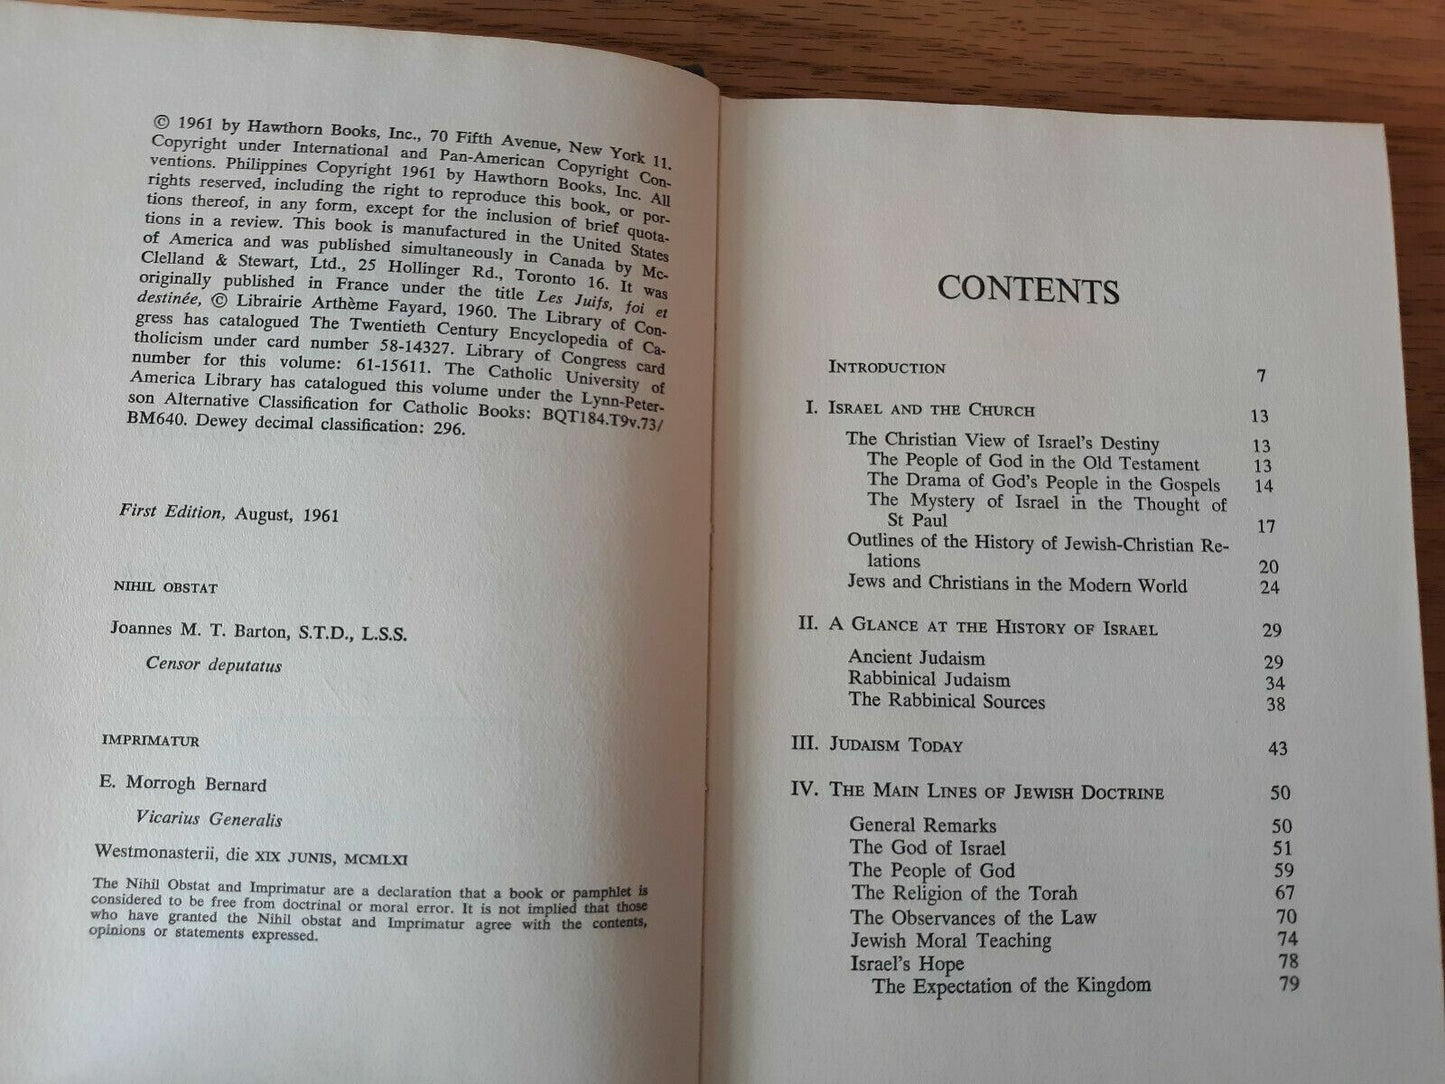 © 1961 by Hawthorn Books, Inc., 70 Fifth Avenue, New York 11.
Copyright under International and Pan-American Copyright Con-
ventions. Philippines Copyright 1961 by Hawthorn Books, Inc. All
rights reserved, including the right to reproduce this book, or por-
tions thereof, in any form, except for the inclusion of brief quota-
tions in a review. This book is manufactured in the United States
of America and was published simultaneously in Canada by Mc-
Clelland & Stewart, Ltd., 25 Hollinger Rd., Toronto 16. It was
originally published in France under the title Les Juifs, foi et
destinée, © Librairie Arthème Fayard, 1960. The Library of Con-
gress has catalogued The Twentieth Century Encyclopedia of Ca-
tholicism under card number 58-14327. Library of Congress card
number for this volume: 61-15611. The Catholic University of
America Library has catalogued this volume under the Lynn-Peter-
son Alternative Classification for Catholic Books: BQT184.T9v.73/
BM640. Dewey decimal classification: 296.
First Edition, August, 1961
NIHIL OBSTAT
Joannes M. T. Barton, S.T.D., L.S.S.
Censor deputatus
IMPRIMATUR
E. Morrogh Bernard
Vicarius Generalis
Westmonasterii, die XIX JUNIS, MCMLXI
The Nihil Obstat and Imprimatur are a declaration that a book or pamphlet is
considered to be free from doctrinal or moral error. It is not implied that those
who have granted the Nihil obstat and Imprimatur agree with the contents,
opinions or statements expressed.
CONTENTS
INTRODUCTION 7
I. ISRAEL AND THE CHURCH 13
The Christian View of Israel's Destiny 13
The People of God in the Old Testament 13
The Drama of God's People in the Gospels 14
The Mystery of Israel in the Thought of
St Paul 17
Outlines of the History of Jewish-Christian Re-
lations 20
Jews and Christians in the Modern World 24
II. A GLANCE AT THE HISTORY OF ISRAEL 29
Ancient Judaism 29
Rabbinical Judaism 34
The Rabbinical Sources 38
III. JUDAISM TODAY 43
IV. THE MAIN LINES OF JEWISH DOCTRINE 50
General Remarks 50
The God of Israel 51
The People of God 59
The Religion of the Torah 67
The Observances of the Law 70
Jewish Moral Teaching 74
Israel's Hope 78
The Expectation of the Kingdom 79